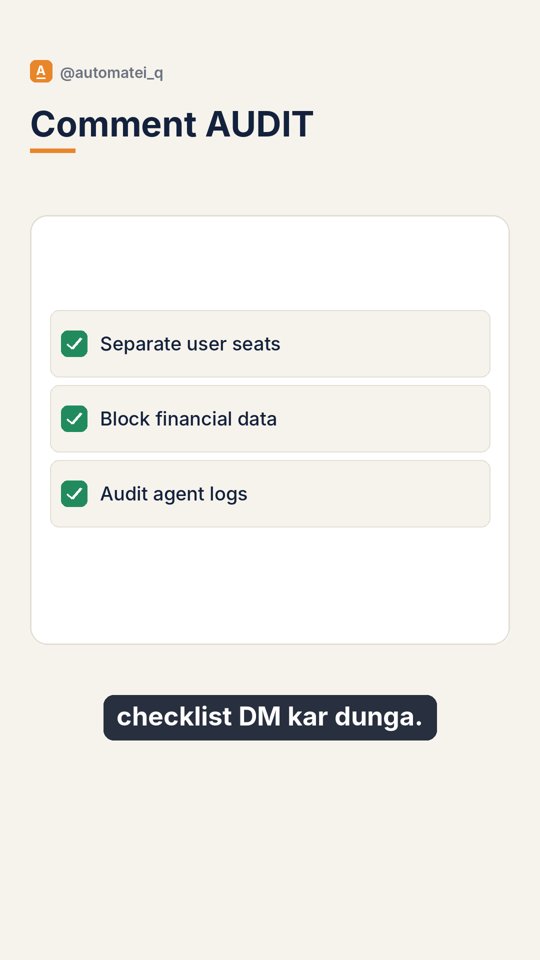 A
@automatei_q
Comment AUDIT
Separate user seats
Block financial data
Audit agent logs
checklist DM kar dunga.